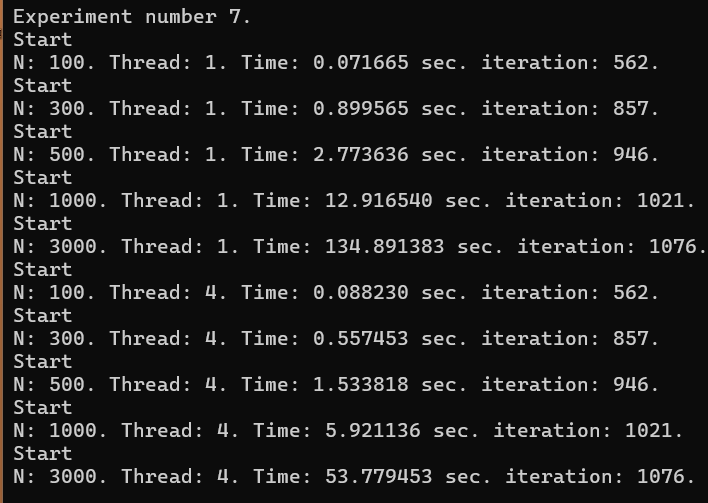 Experiment number 7.
Start
N: 100. Thread: 1. Time: 0.071665 sec. iteration: 562.
Start
N: 300. Thread: 1. Time: 0.899565 sec. iteration: 857.
Start
N: 500. Thread: 1. Time: 2.773636 sec. iteration: 946.
Start
N: 1000. Thread: 1. Time: 12.916540 sec. iteration: 1021.
Start
N: 3000. Thread: 1. Time: 134.891383 sec. iteration: 1076.
Start
N: 100. Thread: 4. Time: 0.088230 sec. iteration: 562.
Start
N: 300. Thread: 4. Time: 0.557453 sec. iteration: 857.
Start
N: 500. Thread: 4. Time: 1.533818 sec. iteration: 946.
Start
N: 1000. Thread: 4. Time: 5.921136 sec. iteration: 1021.
Start
N: 3000. Thread: 4. Time: 53.779453 sec. iteration: 1076.